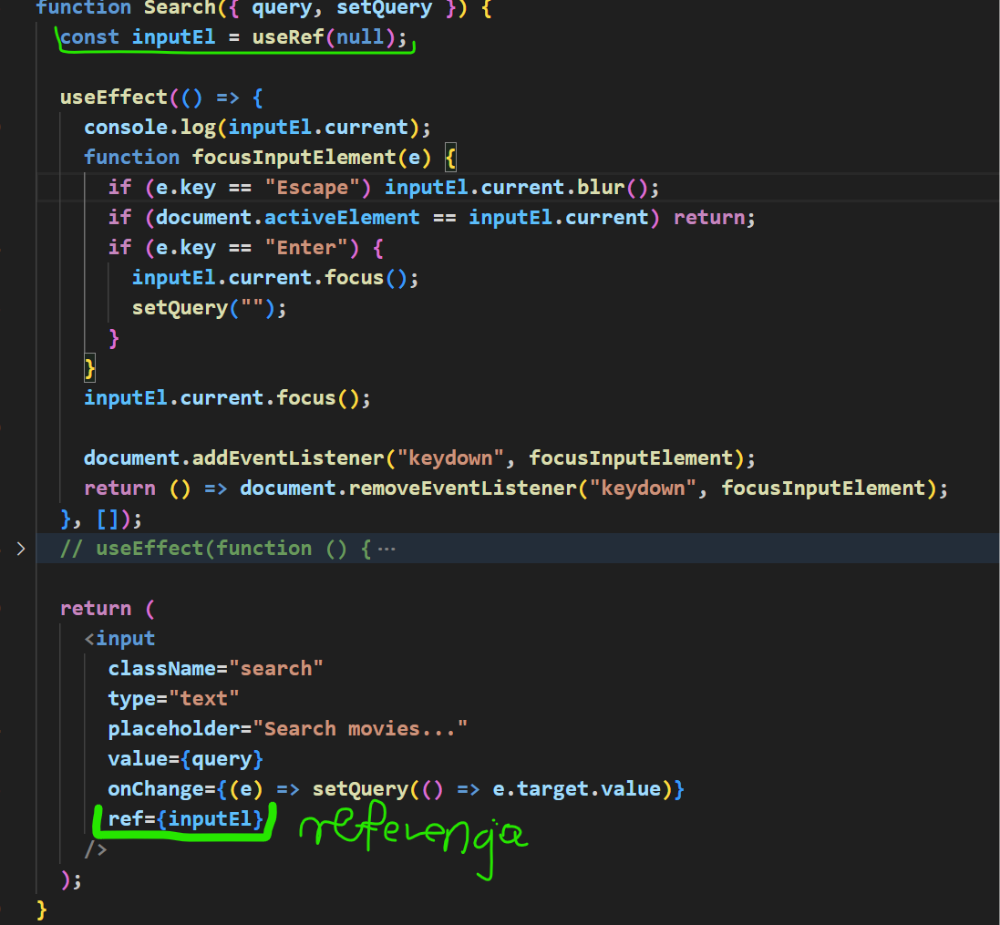 function Search({ query, setQuery }) {
const inputEl = useRef(null);
useEffect(() => {
console.log(inputEl.current);
function focusInputElement(e) {
if (e.key == "Escape") inputEl.current.blur();
if (document.activeElement == inputEl.current) return;
if (e.key == "Enter") {
inputEl.current.focus();
setQuery("");
}
}
inputEl.current.focus();
document.addEventListener("keydown", focusInputElement);
return () => document.removeEventListener("keydown", focusInputElement);
}, []);
// useEffect(function () { ⋯
return (
<input
className="search"
type="text"
placeholder="Search movies..."
value={query}
onChange={(e) => setQuery(() => e.target.value)}
ref={inputEl} referenga
/>
);
}